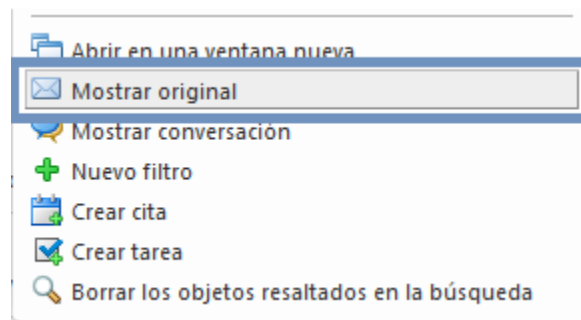 Abrir en una ventana nueva
Mostrar original
Mostrar conversación
Nuevo filtro
Crear cita
Crear tarea
Borrar los objetos resaltados en la búsqueda